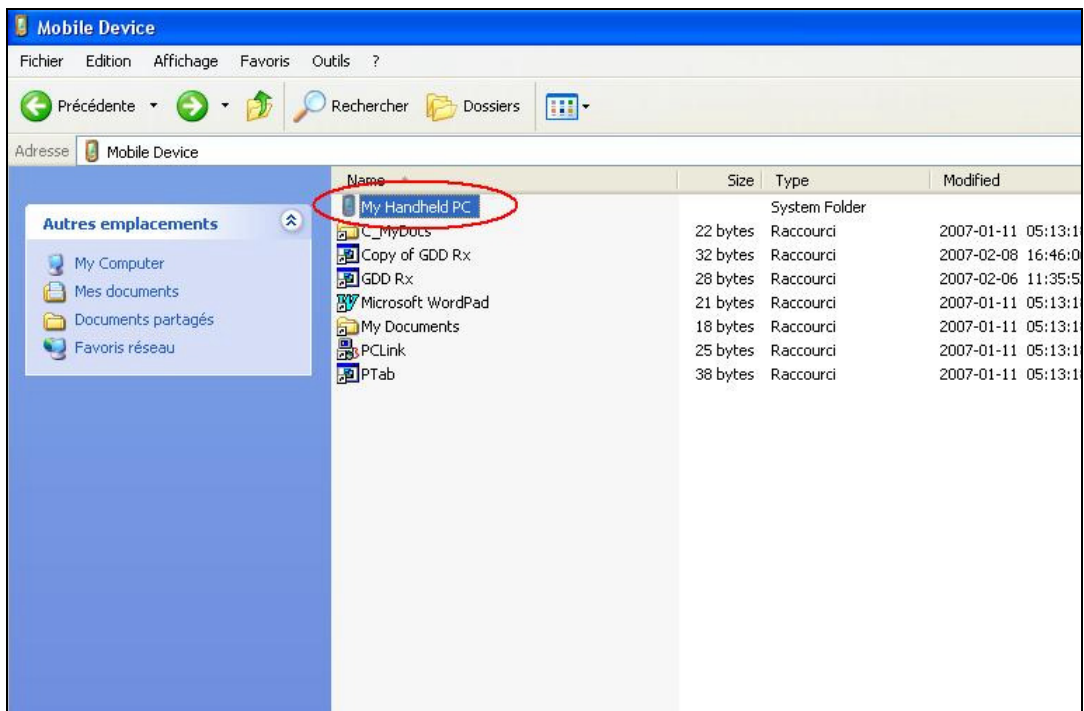 Mobile Device
Fichier Edition Affichage Favoris Outils ?
Précédente Rechercher Dossiers
Adresse Mobile Device
Name Size Type Modified
Autres emplacements
My Computer
Mes documents
Documents partagés
Favoris réseau
My Handheld PC System Folder
C_MyDocs 22 bytes Raccourci 2007-01-11 05:13:1
Copy of GDD Rx 32 bytes Raccourci 2007-02-08 16:46:0
GDD Rx 28 bytes Raccourci 2007-02-06 11:35:5
Microsoft WordPad 21 bytes Raccourci 2007-01-11 05:13:1
My Documents 18 bytes Raccourci 2007-01-11 05:13:1
PCLink 25 bytes Raccourci 2007-01-11 05:13:1
PTab 38 bytes Raccourci 2007-01-11 05:13:1